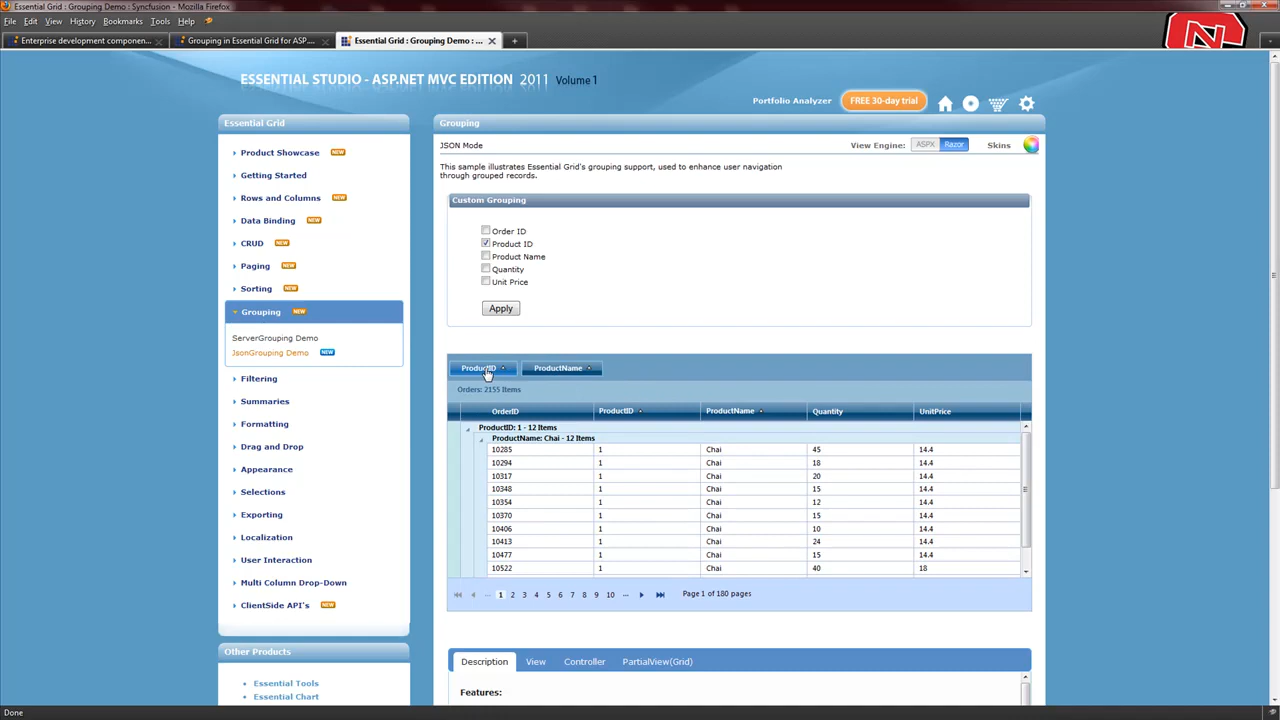 Essential Grid : Grouping Demo : Syncfusion - Mozilla Firefox
File Edit View History Bookmarks Tools Help
Enterprise development componen...
Grouping in Essential Grid for ASP....
Essential Grid : Grouping Demo : ...
ESSENTIAL STUDIO - ASP.NET MVC EDITION 2011 Volume 1
Portfolio Analyzer
FREE 30-day trial
Essential Grid
Product Showcase NEW
Getting Started
Rows and Columns NEW
Data Binding NEW
CRUD NEW
Paging NEW
Sorting NEW
Grouping NEW
ServerGrouping Demo
JsonGrouping Demo NEW
Filtering
Summaries
Formatting
Drag and Drop
Appearance
Selections
Exporting
Localization
User Interaction
Multi Column Drop-Down
ClientSide API's NEW
Other Products
Essential Tools
Essential Chart
Grouping
JSON Mode
View Engine: ASPX Razor Skins
This sample illustrates Essential Grid's grouping support, used to enhance user navigation
through grouped records.
Custom Grouping
Order ID
Product ID
Product Name
Quantity
Unit Price
Apply
ProductID ProductName
Orders: 2155 Items
OrderID ProductID ProductName Quantity UnitPrice
ProductID: 1 - 12 Items
ProductName: Chai - 12 Items
10285 1 Chai 45 14.4
10294 1 Chai 18 14.4
10317 1 Chai 20 14.4
10348 1 Chai 15 14.4
10354 1 Chai 12 14.4
10370 1 Chai 15 14.4
10406 1 Chai 10 14.4
10413 1 Chai 24 14.4
10477 1 Chai 15 14.4
10522 1 Chai 40 18
... 1 2 3 4 5 6 7 8 9 10 ... Page 1 of 180 pages
Description View Controller PartialView(Grid)
Features:
Done